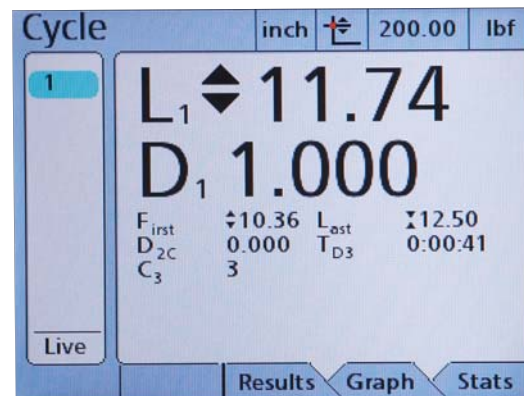 Cycle inch 200.00 lbf
1
L1 11.74
D1 1.000
First 10.36 Last 12.50
D2C 0.000 TD3 0:00:41
C3 3
Live
Results Graph Stats